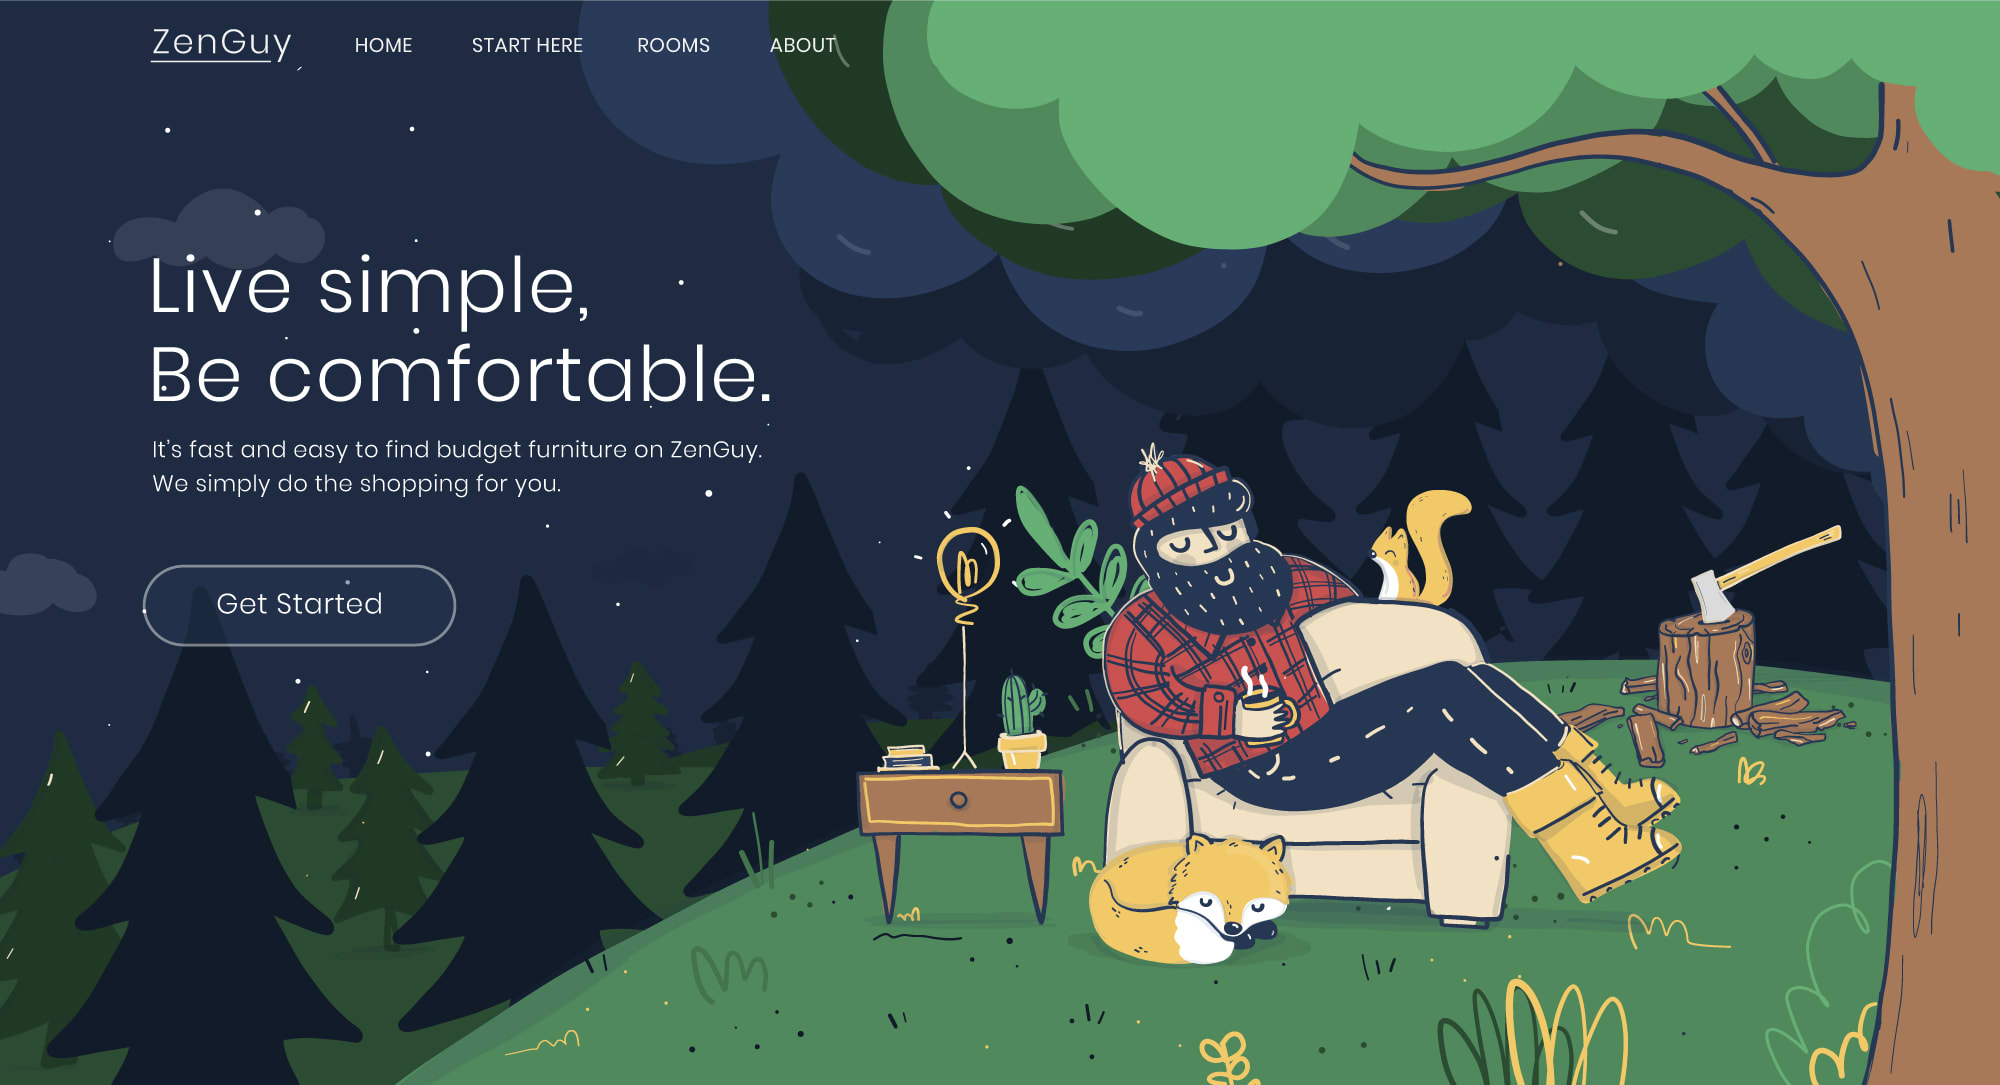 ZenGuy
HOME
START HERE
ROOMS
ABOUT
Live simple,
Be comfortable.
It's fast and easy to find budget furniture on ZenGuy.
We simply do the shopping for you.
Get Started